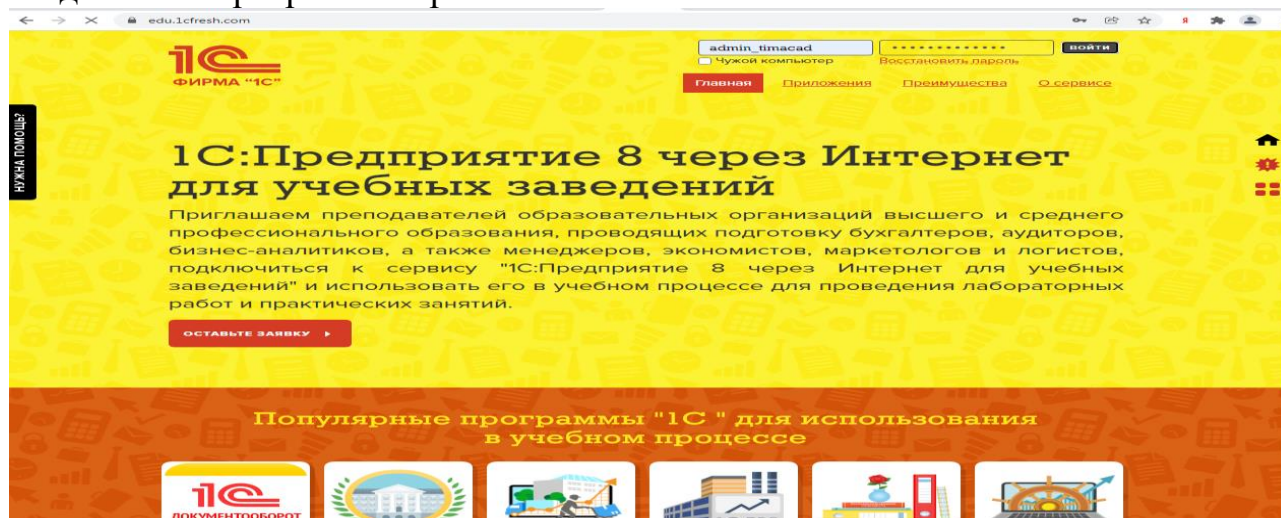 edu.1cfresh.com
1С
ФИРМА "1С"
admin_timacad
ВОЙТИ
Чужой компьютер
Восстановить пароль
Главная
Приложения
Преимущества
О сервисе
НУЖНА ПОМОЩЬ?
1С:Предприятие 8 через Интернет
для учебных заведений
Приглашаем преподавателей образовательных организаций высшего и среднего
профессионального образования, проводящих подготовку бухгалтеров, аудиторов,
бизнес-аналитиков, а также менеджеров, экономистов, маркетологов и логистов,
подключиться к сервису "1С:Предприятие 8 через Интернет для учебных
заведений" и использовать его в учебном процессе для проведения лабораторных
работ и практических занятий.
ОСТАВЬТЕ ЗАЯВКУ
Популярные программы "1С " для использования
в учебном процессе
1С
ДОКУМЕНТООБОРОТ